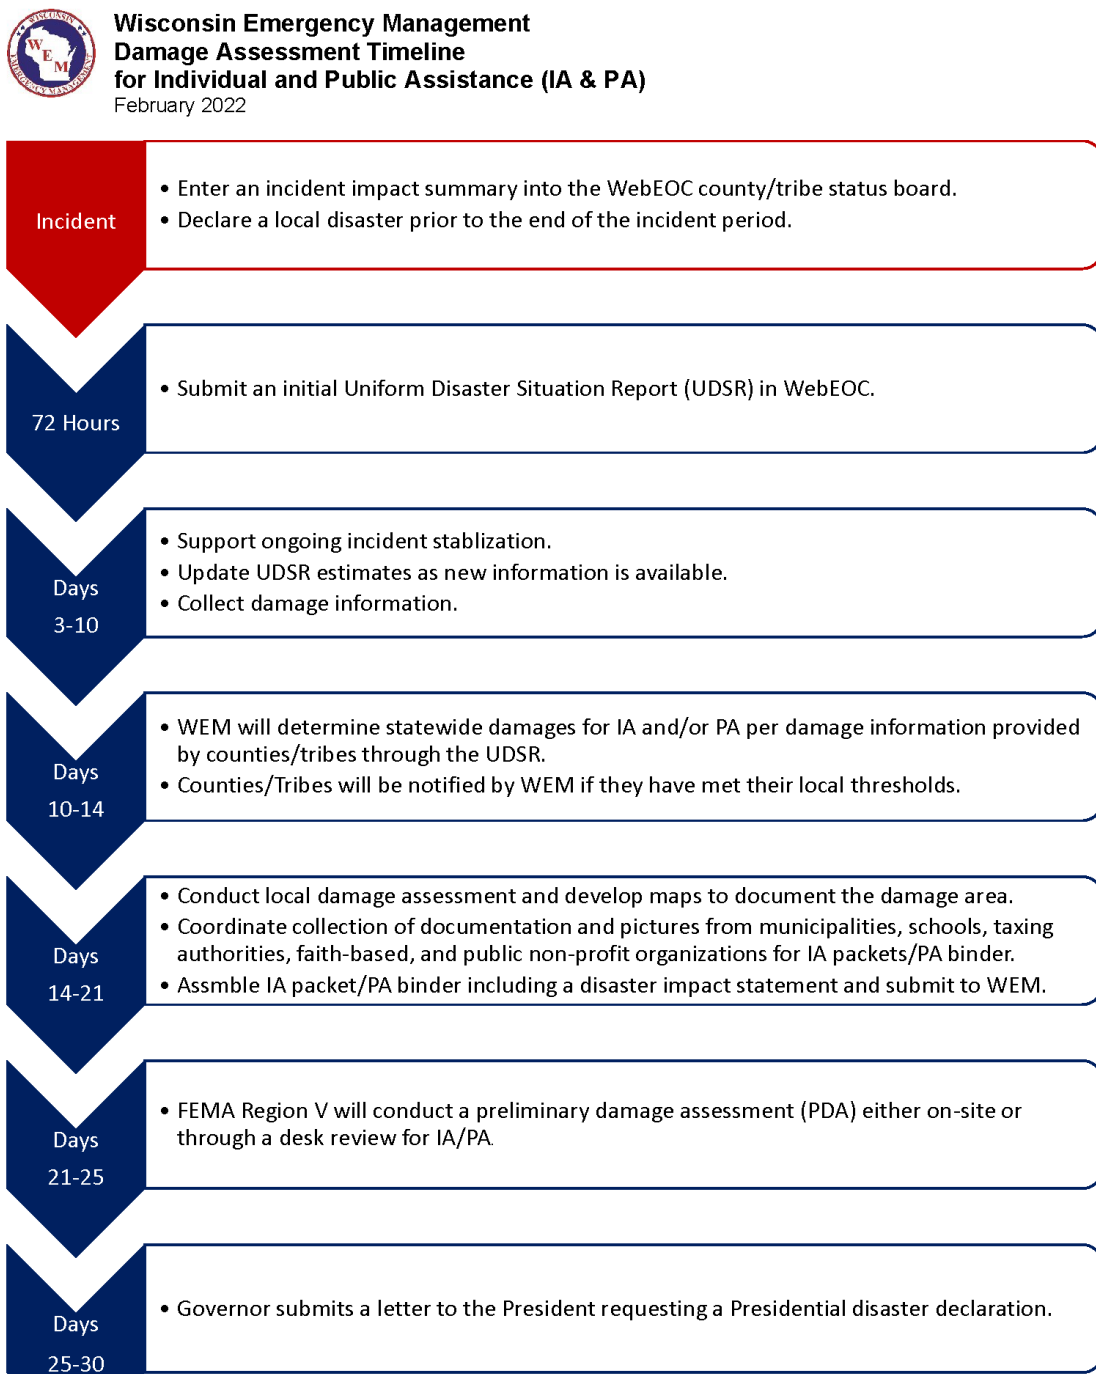 WISCONSIN
W
E
M
EMERGENCY MANAGEMENT
Wisconsin Emergency Management
Damage Assessment Timeline
for Individual and Public Assistance (IA & PA)
February 2022
Incident
• Enter an incident impact summary into the WebEOC county/tribe status board.
• Declare a local disaster prior to the end of the incident period.
72 Hours
• Submit an initial Uniform Disaster Situation Report (UDSR) in WebEOC.
Days
3-10
• Support ongoing incident stablization.
• Update UDSR estimates as new information is available.
• Collect damage information.
Days
10-14
• WEM will determine statewide damages for IA and/or PA per damage information provided
by counties/tribes through the UDSR.
• Counties/Tribes will be notified by WEM if they have met their local thresholds.
Days
14-21
• Conduct local damage assessment and develop maps to document the damage area.
• Coordinate collection of documentation and pictures from municipalities, schools, taxing
authorities, faith-based, and public non-profit organizations for IA packets/PA binder.
• Assmble IA packet/PA binder including a disaster impact statement and submit to WEM.
Days
21-25
• FEMA Region V will conduct a preliminary damage assessment (PDA) either on-site or
through a desk review for IA/PA.
Days
25-30
• Governor submits a letter to the President requesting a Presidential disaster declaration.